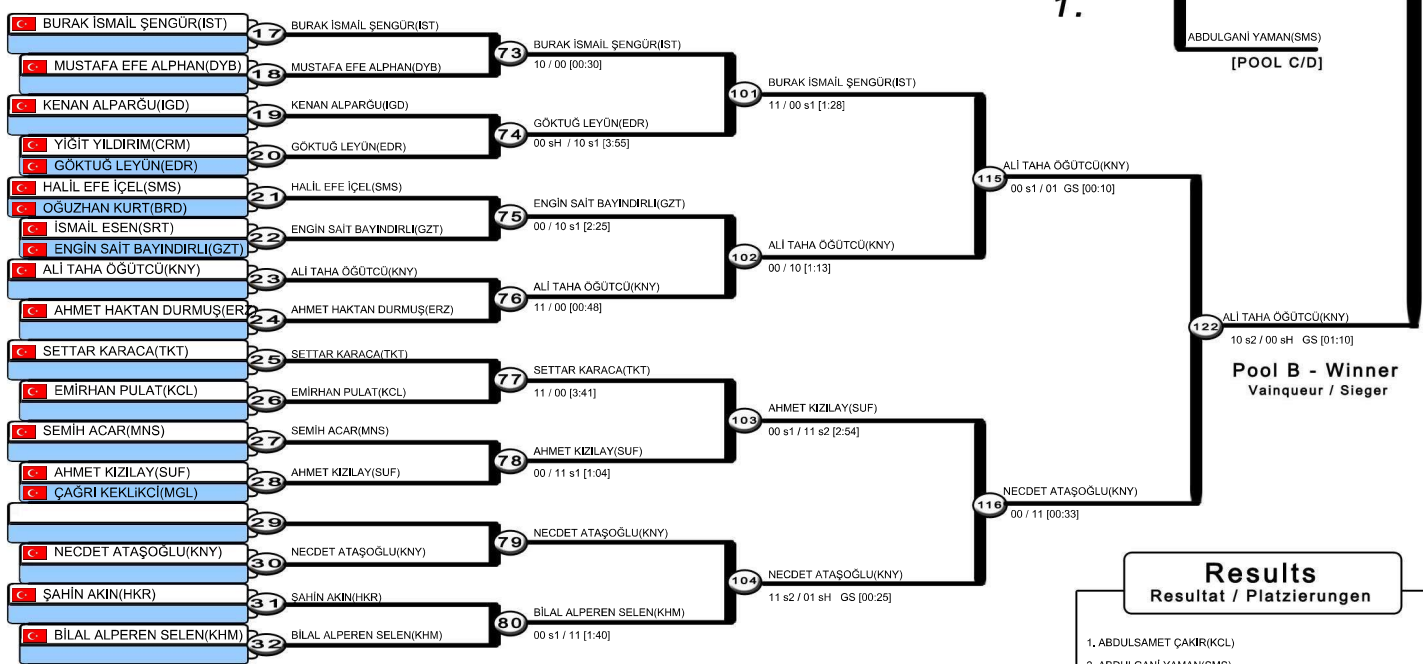 1.
ABDULGANİ YAMAN(SMS)
[POOL C/D]
BURAK İSMAİL ŞENGÜR(IST)
MUSTAFA EFE ALPHAN(DYB)
KENAN ALPARĞU(IGD)
YİĞİT YILDIRIM(CRM)
GÖKTUĞ LEYÜN(EDR)
HALİL EFE İÇEL(SMS)
OĞUZHAN KURT(BRD)
İSMAİL ESEN(SRT)
ENGİN SAİT BAYINDIRLI(GZT)
ALİ TAHA ÖĞÜTCÜ(KNY)
AHMET HAKTAN DURMUŞ(ERZ
SETTAR KARACA(TKT)
EMİRHAN PULAT(KCL)
SEMİH ACAR(MNS)
AHMET KIZILAY(SUF)
ÇAĞRI KEKLiKCİ(MGL)
NECDET ATAŞOĞLU(KNY)
ŞAHİN AKIN(HKR)
BİLAL ALPEREN SELEN(KHM)
17 BURAK İSMAİL ŞENGÜR(IST)
18 MUSTAFA EFE ALPHAN(DYB)
19 KENAN ALPARĞU(IGD)
20 GÖKTUĞ LEYÜN(EDR)
21 HALİL EFE İÇEL(SMS)
22 ENGİN SAİT BAYINDIRLI(GZT)
23 ALİ TAHA ÖĞÜTCÜ(KNY)
24 AHMET HAKTAN DURMUŞ(ERZ)
25 SETTAR KARACA(TKT)
26 EMİRHAN PULAT(KCL)
27 SEMİH ACAR(MNS)
28 AHMET KIZILAY(SUF)
29
30 NECDET ATAŞOĞLU(KNY)
31 ŞAHİN AKIN(HKR)
32 BİLAL ALPEREN SELEN(KHM)
73 BURAK İSMAİL ŞENGÜR(IST)
10 / 00 [00:30]
74 GÖKTUĞ LEYÜN(EDR)
00 sH / 10 s1 [3:55]
75 ENGİN SAİT BAYINDIRLI(GZT)
00 / 10 s1 [2:25]
76 ALİ TAHA ÖĞÜTCÜ(KNY)
11 / 00 [00:48]
77 SETTAR KARACA(TKT)
11 / 00 [3:41]
78 AHMET KIZILAY(SUF)
00 / 11 s1 [1:04]
79 NECDET ATAŞOĞLU(KNY)
80 BİLAL ALPEREN SELEN(KHM)
00 s1 / 11 [1:40]
101 BURAK İSMAİL ŞENGÜR(IST)
11 / 00 s1 [1:28]
102 ALİ TAHA ÖĞÜTCÜ(KNY)
00 / 10 [1:13]
103 AHMET KIZILAY(SUF)
00 s1 / 11 s2 [2:54]
104 NECDET ATAŞOĞLU(KNY)
11 s2 / 01 sH GS [00:25]
115 ALİ TAHA ÖĞÜTCÜ(KNY)
00 s1 / 01 GS [00:10]
116 NECDET ATAŞOĞLU(KNY)
00 / 11 [00:33]
122 ALİ TAHA ÖĞÜTCÜ(KNY)
10 s2 / 00 sH GS [01:10]
Pool B - Winner
Vainqueur / Sieger
Results
Resultat / Platzierungen
1. ABDULSAMET ÇAKIR(KCL)
2. ABDULGANİ YAMAN(SMS)